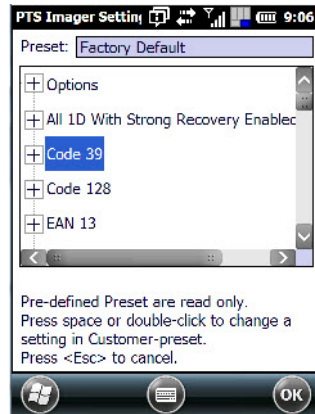 PTS Imager Settin 9:06
Preset: Factory Default
Options
All 1D With Strong Recovery Enablec
Code 39
Code 128
EAN 13
Pre-defined Preset are read only.
Press space or double-click to change a
setting in Customer-preset.
Press <Esc> to cancel.
OK